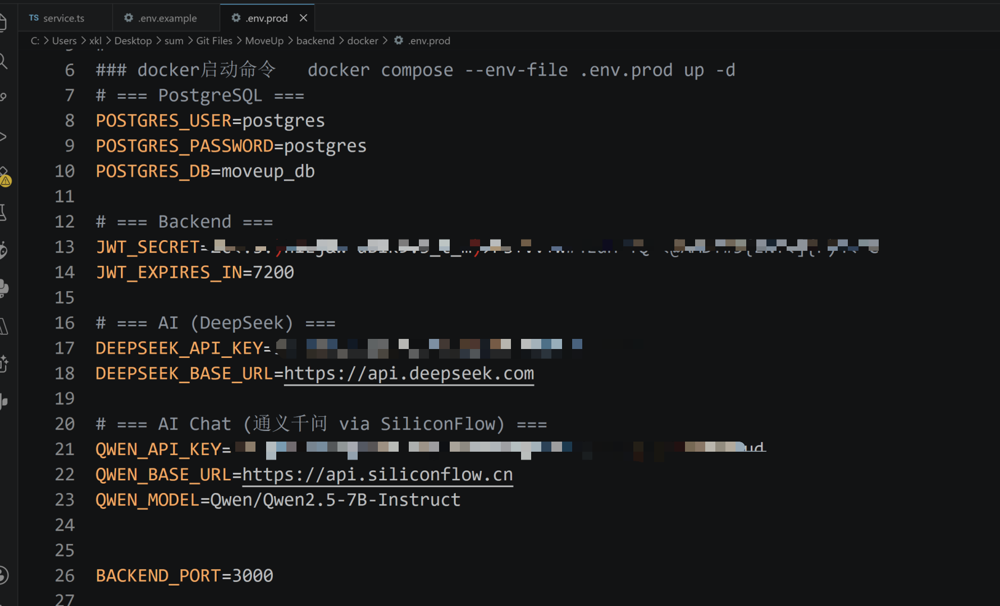 TS service.ts
.env.example
.env.prod
C: > Users > xkl > Desktop > sum > Git Files > MoveUp > backend > docker > .env.prod
6 ### docker启动命令 docker compose --env-file .env.prod up -d
7 # === PostgreSQL ===
8 POSTGRES_USER=postgres
9 POSTGRES_PASSWORD=postgres
10 POSTGRES_DB=moveup_db
11
12 # === Backend ===
13 JWT_SECRET=
14 JWT_EXPIRES_IN=7200
15
16 # === AI (DeepSeek) ===
17 DEEPSEEK_API_KEY=
18 DEEPSEEK_BASE_URL=https://api.deepseek.com
19
20 # === AI Chat (通义千问 via SiliconFlow) ===
21 QWEN_API_KEY=
22 QWEN_BASE_URL=https://api.siliconflow.cn
23 QWEN_MODEL=Qwen/Qwen2.5-7B-Instruct
24
25
26 BACKEND_PORT=3000
27